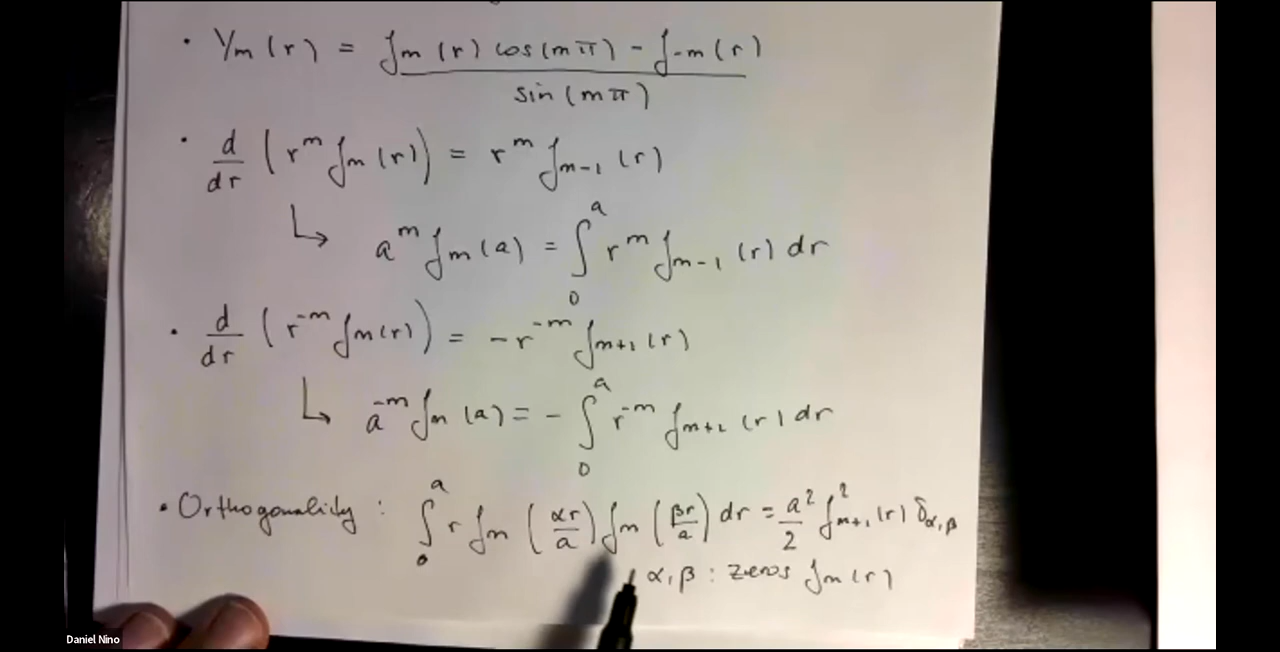 • Ym(r) = Jm(r) cos(mπ) - J-m(r)
sin(mπ)
• d/dr (r^m Jm(r)) = r^m Jm-1(r)
↳ a^m Jm(a) = ∫_0^a r^m Jm-1(r) dr
• d/dr (r^-m Jm(r)) = -r^-m Jm+1(r)
↳ a^-m Jm(a) = - ∫_0^a r^-m Jm+1(r) dr
• Orthogonality : ∫_0^a r Jm (αr/a) Jm (βr/a) dr = a²/2 J²m+1(r) δα,β
α,β : zeros Jm(r)
Daniel Nino